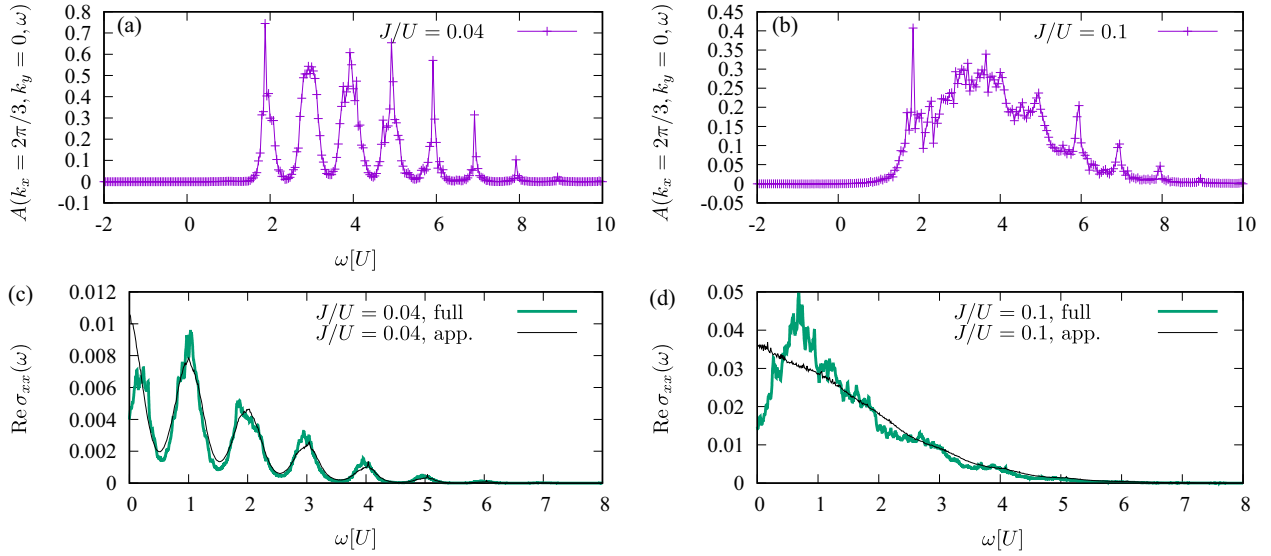 (a)
J/U = 0.04
A(k_x = 2π/3, k_y = 0, ω)
0.8
0.7
0.6
0.5
0.4
0.3
0.2
0.1
0
-0.1
-2 0 2 4 6 8 10
ω[U]
(b)
J/U = 0.1
A(k_x = 2π/3, k_y = 0, ω)
0.45
0.4
0.35
0.3
0.25
0.2
0.15
0.1
0.05
0
-0.05
-2 0 2 4 6 8 10
ω[U]
(c)
J/U = 0.04, full
J/U = 0.04, app.
Re σ_xx(ω)
0.012
0.01
0.008
0.006
0.004
0.002
0
0 1 2 3 4 5 6 7 8
ω[U]
(d)
J/U = 0.1, full
J/U = 0.1, app.
Re σ_xx(ω)
0.05
0.04
0.03
0.02
0.01
0
0 1 2 3 4 5 6 7 8
ω[U]